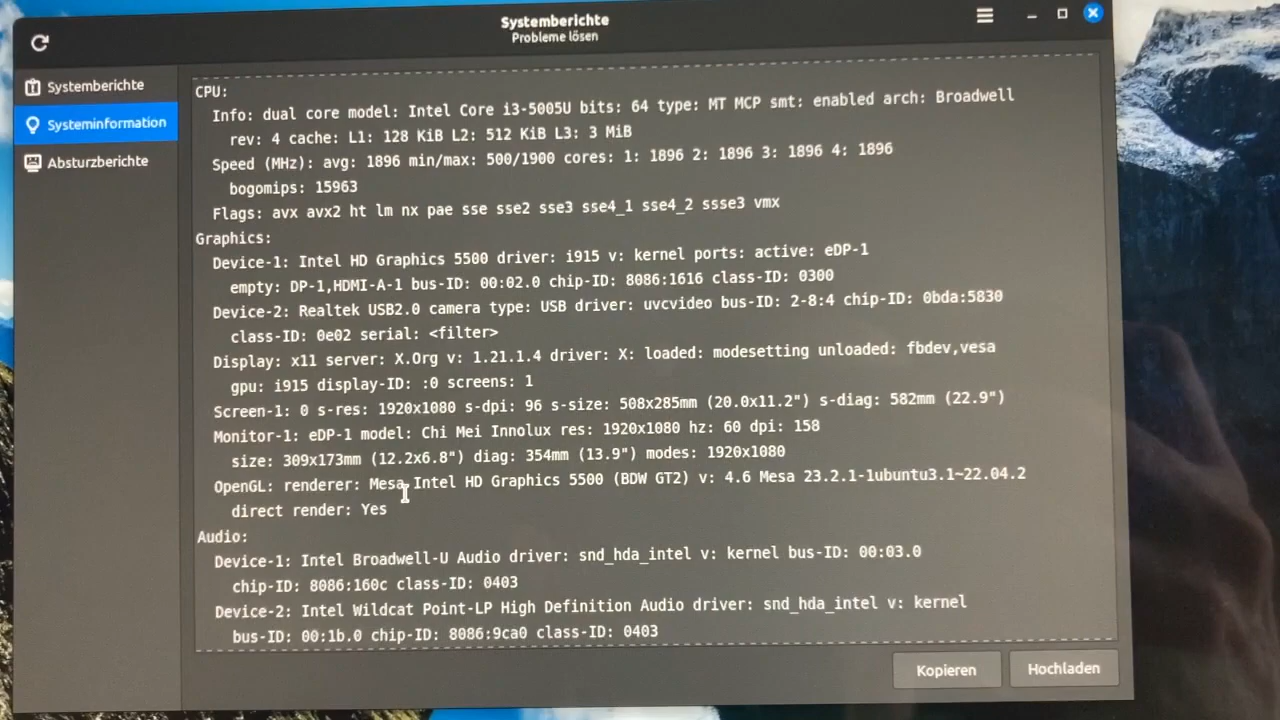 Systemberichte
Probleme lösen
Systemberichte
Systeminformation
Absturzberichte
CPU:
Info: dual core model: Intel Core i3-5005U bits: 64 type: MT MCP smt: enabled arch: Broadwell
rev: 4 cache: L1: 128 KiB L2: 512 KiB L3: 3 MiB
Speed (MHz): avg: 1896 min/max: 500/1900 cores: 1: 1896 2: 1896 3: 1896 4: 1896
bogomips: 15963
Flags: avx avx2 ht lm nx pae sse sse2 sse3 sse4_1 sse4_2 ssse3 vmx
Graphics:
Device-1: Intel HD Graphics 5500 driver: i915 v: kernel ports: active: eDP-1
empty: DP-1,HDMI-A-1 bus-ID: 00:02.0 chip-ID: 8086:1616 class-ID: 0300
Device-2: Realtek USB2.0 camera type: USB driver: uvcvideo bus-ID: 2-8:4 chip-ID: 0bda:5830
class-ID: 0e02 serial: <filter>
Display: x11 server: X.Org v: 1.21.1.4 driver: X: loaded: modesetting unloaded: fbdev,vesa
gpu: i915 display-ID: :0 screens: 1
Screen-1: 0 s-res: 1920x1080 s-dpi: 96 s-size: 508x285mm (20.0x11.2") s-diag: 582mm (22.9")
Monitor-1: eDP-1 model: Chi Mei Innolux res: 1920x1080 hz: 60 dpi: 158
size: 309x173mm (12.2x6.8") diag: 354mm (13.9") modes: 1920x1080
OpenGL: renderer: Mesa Intel HD Graphics 5500 (BDW GT2) v: 4.6 Mesa 23.2.1-1ubuntu3.1~22.04.2
direct render: Yes
Audio:
Device-1: Intel Broadwell-U Audio driver: snd_hda_intel v: kernel bus-ID: 00:03.0
chip-ID: 8086:160c class-ID: 0403
Device-2: Intel Wildcat Point-LP High Definition Audio driver: snd_hda_intel v: kernel
bus-ID: 00:1b.0 chip-ID: 8086:9ca0 class-ID: 0403
Kopieren
Hochladen